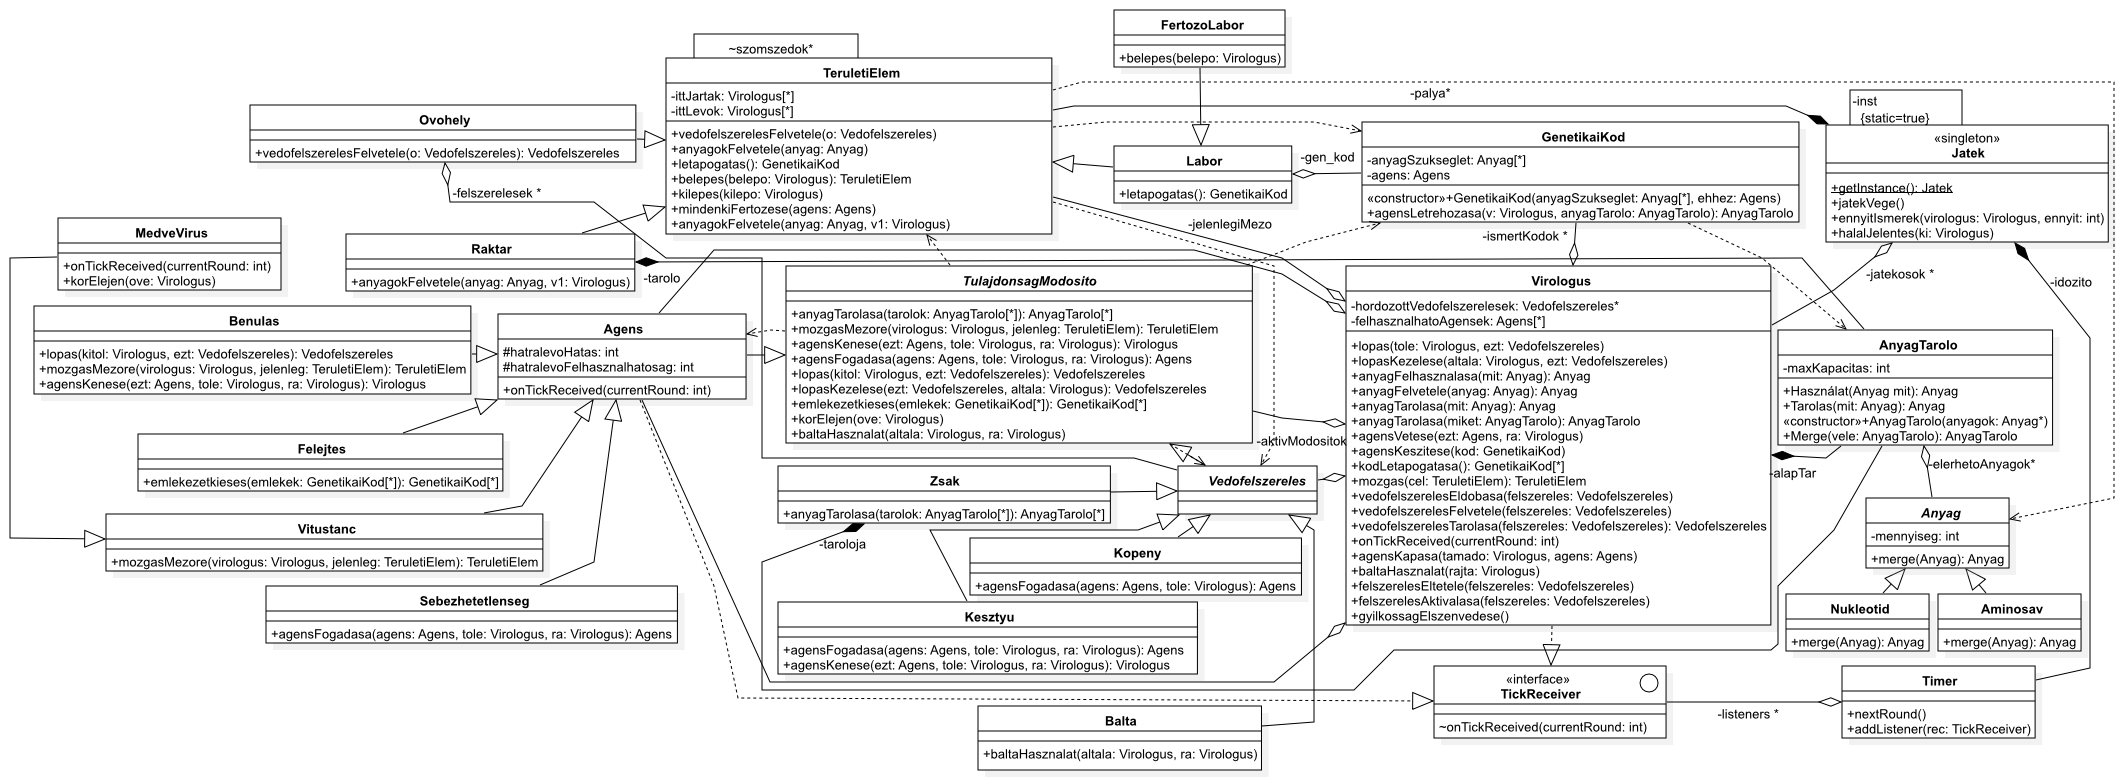 FertozoLabor
+belepes(belepo: Virologus)
~szomszedok*
TeruletiElem
-ittJartak: Virologus[*]
-ittLevok: Virologus[*]
+vedofelszerelesFelvetele(o: Vedofelszereles)
+anyagokFelvetele(anyag: Anyag)
+letapogatas(): GenetikaiKod
+belepes(belepo: Virologus): TeruletiElem
+kilepes(kilepo: Virologus)
+mindenkiFertozese(agens: Agens)
+anyagokFelvetele(anyag: Anyag, v1: Virologus)
-palya*
-inst
{static=true}
«singleton»
Jatek
+getInstance(): Jatek
+jatekVege()
+ennyitIsmerek(virologus: Virologus, ennyit: int)
+halalJelentes(ki: Virologus)
Ovohely
+vedofelszerelesFelvetele(o: Vedofelszereles): Vedofelszereles
-felszerelesek *
Labor
+letapogatas(): GenetikaiKod
-gen_kod
GenetikaiKod
-anyagSzukseglet: Anyag[*]
-agens: Agens
«constructor»+GenetikaiKod(anyagSzukseglet: Anyag[*], ehhez: Agens)
+agensLetrehozasa(v: Virologus, anyagTarolo: AnyagTarolo): AnyagTarolo
-jelenlegiMezo
-ismertKodok *
MedveVirus
+onTickReceived(currentRound: int)
+korElejen(ove: Virologus)
Raktar
+anyagokFelvetele(anyag: Anyag, v1: Virologus)
-tarolo
-jatekosok *
-idozito
TulajdonsagModosito
+anyagTarolasa(tarolok: AnyagTarolo[*]): AnyagTarolo[*]
+mozgasMezore(virologus: Virologus, jelenleg: TeruletiElem): TeruletiElem
+agensKenese(ezt: Agens, tole: Virologus, ra: Virologus): Virologus
+agensFogadasa(agens: Agens, tole: Virologus, ra: Virologus): Agens
+lopas(kitol: Virologus, ezt: Vedofelszereles): Vedofelszereles
+lopasKezelese(ezt: Vedofelszereles, altala: Virologus): Vedofelszereles
+emlekezetkieses(emlekek: GenetikaiKod[*]): GenetikaiKod[*]
+korElejen(ove: Virologus)
+baltaHasznalat(altala: Virologus, ra: Virologus)
Virologus
-hordozottVedofelszerelesek: Vedofelszereles*
-felhasznalhatoAgensek: Agens[*]
+lopas(tole: Virologus, ezt: Vedofelszereles)
+lopasKezelese(altala: Virologus, ezt: Vedofelszereles)
+anyagFelhasznalasa(mit: Anyag): Anyag
+anyagFelvetele(anyag: Anyag): Anyag
+anyagTarolasa(mit: Anyag): Anyag
+anyagTarolasa(miket: AnyagTarolo): AnyagTarolo
+agensVetese(ezt: Agens, ra: Virologus)
+agensKeszitese(kod: GenetikaiKod)
+kodLetapogatasa(): GenetikaiKod[*]
+mozgas(cel: TeruletiElem): TeruletiElem
+vedofelszerelesEldobasa(felszereles: Vedofelszereles)
+vedofelszerelesFelvetele(felszereles: Vedofelszereles)
+vedofelszerelesTarolasa(felszereles: Vedofelszereles): Vedofelszereles
+onTickReceived(currentRound: int)
+agensKapasa(tamado: Virologus, agens: Agens)
+baltaHasznalat(rajta: Virologus)
+felszerelesEltetele(felszereles: Vedofelszereles)
+felszerelesAktivalasa(felszereles: Vedofelszereles)
+gyilkossagElszenvedese()
Benulas
+lopas(kitol: Virologus, ezt: Vedofelszereles): Vedofelszereles
+mozgasMezore(virologus: Virologus, jelenleg: TeruletiElem): TeruletiElem
+agensKenese(ezt: Agens, tole: Virologus, ra: Virologus): Virologus
Agens
#hatralevoHatas: int
#hatralevoFelhasznalhatosag: int
+onTickReceived(currentRound: int)
AnyagTarolo
-maxKapacitas: int
+Használat(Anyag mit): Anyag
+Tarolas(mit: Anyag): Anyag
«constructor»+AnyagTarolo(anyagok: Anyag*)
+Merge(vele: AnyagTarolo): AnyagTarolo
-aktivModositok
-alapTar
-elerhetoAnyagok*
Felejtes
+emlekezetkieses(emlekek: GenetikaiKod[*]): GenetikaiKod[*]
Zsak
+anyagTarolasa(tarolok: AnyagTarolo[*]): AnyagTarolo[*]
-taroloja
Vedofelszereles
Anyag
-mennyiseg: int
+merge(Anyag): Anyag
Vitustanc
+mozgasMezore(virologus: Virologus, jelenleg: TeruletiElem): TeruletiElem
Kopeny
+agensFogadasa(agens: Agens, tole: Virologus): Agens
Sebezhetetlenseg
+agensFogadasa(agens: Agens, tole: Virologus, ra: Virologus): Agens
Kesztyu
+agensFogadasa(agens: Agens, tole: Virologus, ra: Virologus): Agens
+agensKenese(ezt: Agens, tole: Virologus, ra: Virologus): Virologus
Nukleotid
+merge(Anyag): Anyag
Aminosav
+merge(Anyag): Anyag
«interface»
TickReceiver
~onTickReceived(currentRound: int)
-listeners *
Timer
+nextRound()
+addListener(rec: TickReceiver)
Balta
+baltaHasznalat(altala: Virologus, ra: Virologus)